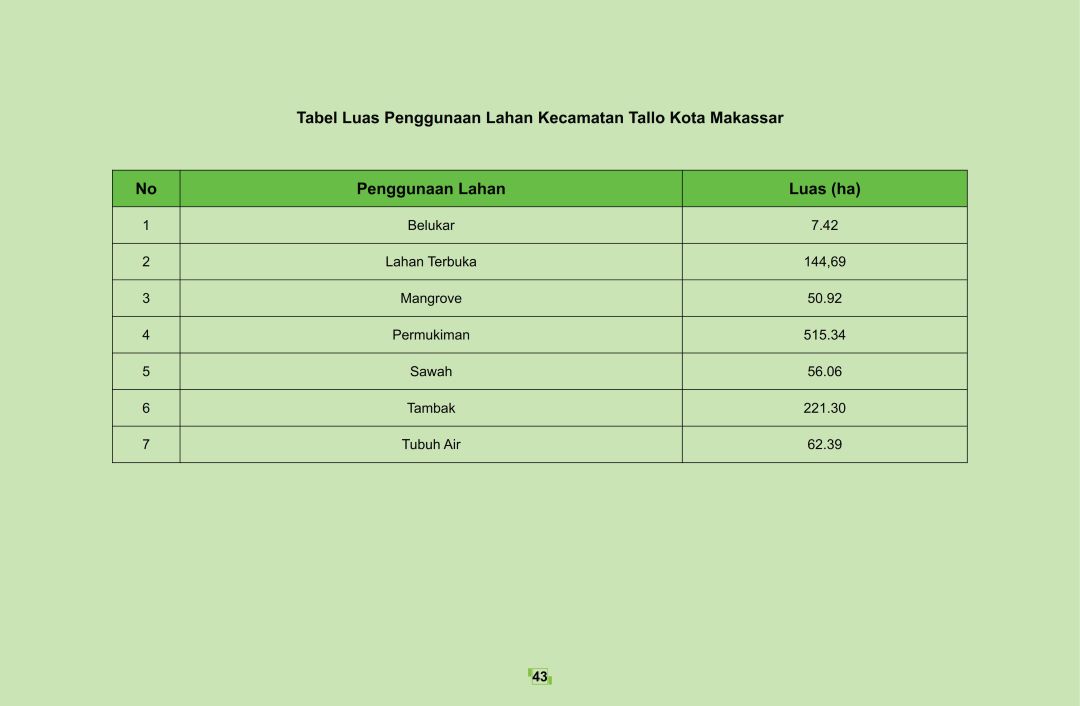 Tabel Luas Penggunaan Lahan Kecamatan Tallo Kota Makassar
No Penggunaan Lahan Luas (ha)
1 Belukar 7.42
2 Lahan Terbuka 144,69
3 Mangrove 50.92
4 Permukiman 515.34
5 Sawah 56.06
6 Tambak 221.30
7 Tubuh Air 62.39
43